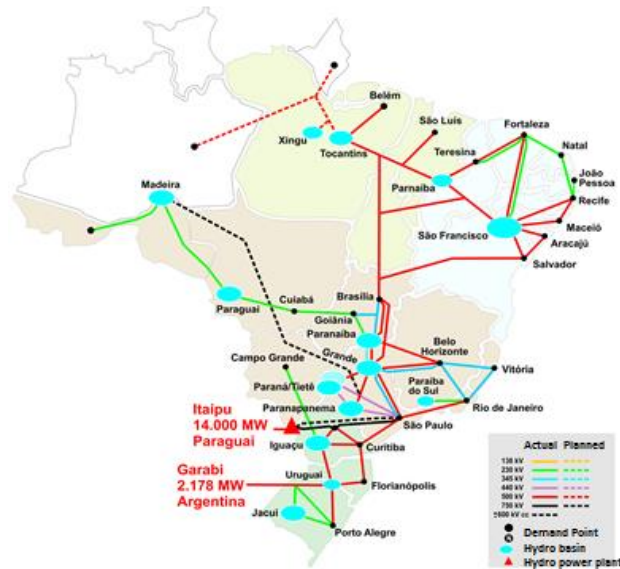 Belém
São Luís
Fortaleza
Xingu
Tocantins
Teresina
Natal
João
Pessoa
Parnaíba
Recife
Madeira
São Francisco
Maceió
Aracajú
Salvador
Paraguai
Cuiabá
Brasília
Goiânia
Paranaíba
Belo
Horizonte
Campo Grande
Grande
Vitória
Paraná/Tietê
Paraíba
do Sul
Paranapanema
Rio de Janeiro
Itaipu
14.000 MW
Paraguai
São Paulo
Iguaçu
Curitiba
Garabi
2.178 MW
Argentina
Uruguai
Florianópolis
Jacui
Porto Alegre
Actual Planned
138 kV
230 kV
345 kV
440 kV
500 kV
750 kV
Demand Point
N
Hydro basin
Hydro power plant